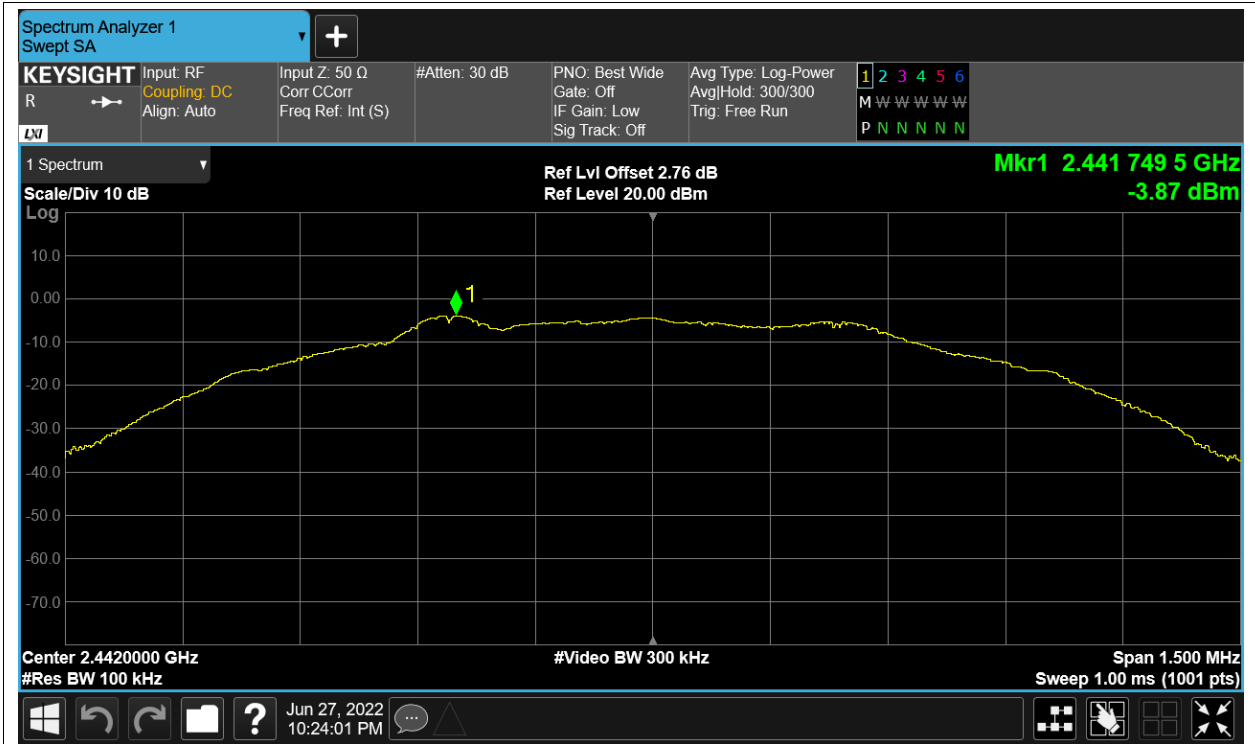 Spectrum Analyzer 1
Swept SA
+
KEYSIGHT
R
LXI
Input: RF
Coupling: DC
Align: Auto
Input Z: 50 Ω
Corr CCorr
Freq Ref: Int (S)
#Atten: 30 dB
PNO: Best Wide
Gate: Off
IF Gain: Low
Sig Track: Off
Avg Type: Log-Power
Avg|Hold: 300/300
Trig: Free Run
1 2 3 4 5 6
M W W W W W
P N N N N N
1 Spectrum
Scale/Div 10 dB
Ref Lvl Offset 2.76 dB
Ref Level 20.00 dBm
Mkr1 2.441 749 5 GHz
-3.87 dBm
Log
10.0
0.00
-10.0
-20.0
-30.0
-40.0
-50.0
-60.0
-70.0
1
Center 2.4420000 GHz
#Res BW 100 kHz
#Video BW 300 kHz
Span 1.500 MHz
Sweep 1.00 ms (1001 pts)
?
Jun 27, 2022
10:24:01 PM